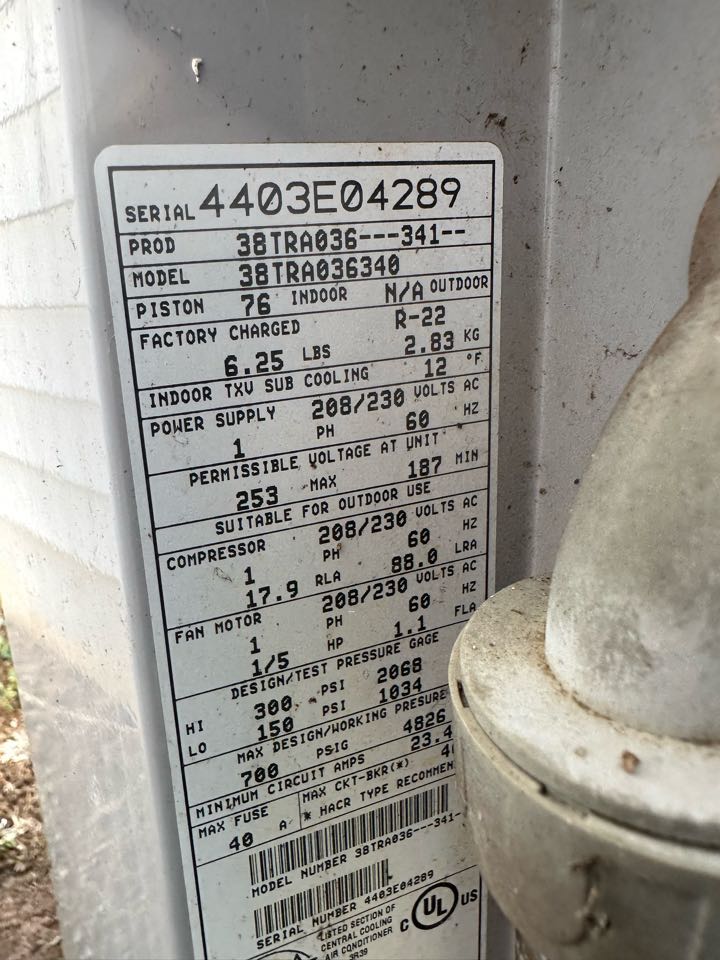 SERIAL 4403E04289
PROD 38TRA036---341--
MODEL 38TRA036340
PISTON 76 INDOOR N/A OUTDOOR
FACTORY CHARGED R-22
6.25 LBS 2.83 KG
INDOOR TXV SUB COOLING 12 °F
POWER SUPPLY 208/230 VOLTS AC
1 PH 60 HZ
PERMISSIBLE VOLTAGE AT UNIT
253 MAX 187 MIN
SUITABLE FOR OUTDOOR USE
COMPRESSOR 208/230 VOLTS AC
1 PH 60 HZ
17.9 RLA 88.0 LRA
FAN MOTOR 208/230 VOLTS AC
1 PH 60 HZ
1/5 HP 1.1 FLA
DESIGN/TEST PRESSURE GAGE
HI 300 PSI 2068
LO 150 PSI 1034
MAX DESIGN/WORKING PRESSURE
700 PSIG 4826
MINIMUM CIRCUIT AMPS 23.4
MAX FUSE MAX CKT-BKR(*)
40 A * HACR TYPE
MODEL NUMBER 38TRA036---341-
SERIAL NUMBER 4403E04289
LISTED SECTION OF
CENTRAL COOLING
AIR CONDITIONER
3R39
C UL US